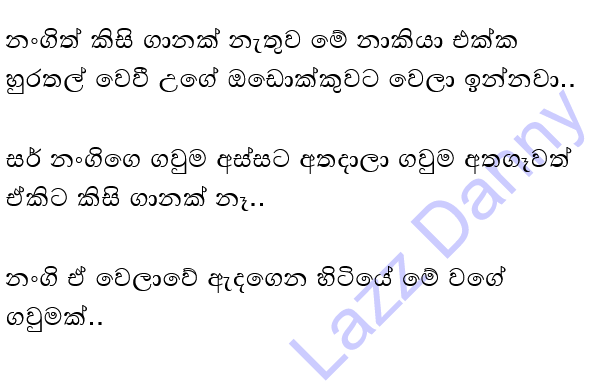 නංගිත් කිසි ගානක් නැතුව මේ නාකියා එක්ක
හුරතල් වෙවී උගේ ඔඩොක්කුවට වෙලා ඉන්නවා..
සර් නංගිගෙ ගවුම අස්සට අතදාලා ගවුම අතගෑවත්
ඒකිට කිසි ගානක් නෑ..
නංගි ඒ වෙලාවේ ඇදගෙන හිටියේ මේ වගේ
ගවුමක්..
Lazz Danny